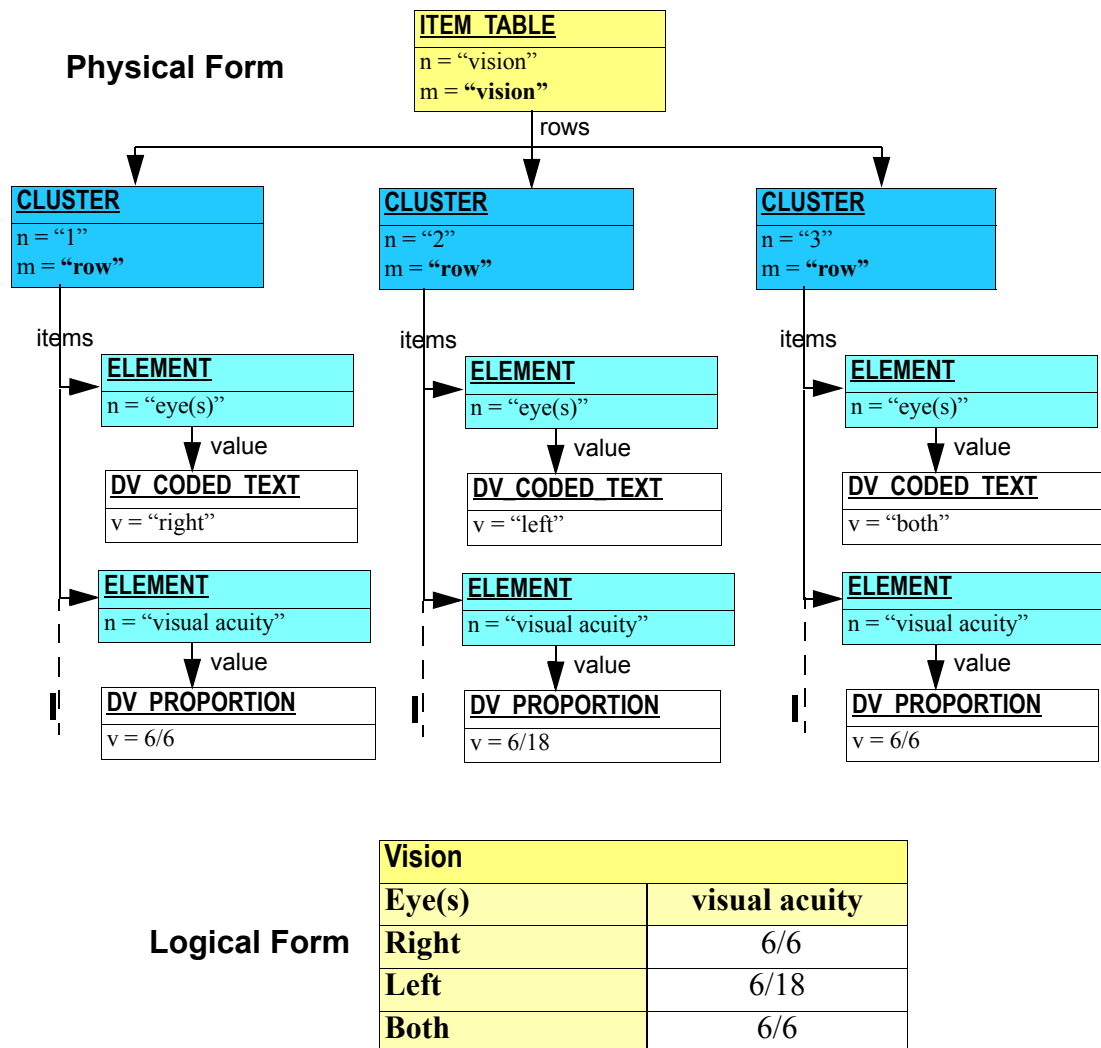 Physical Form
ITEM_TABLE
n = “vision”
m = “vision”
rows
CLUSTER
n = “1”
m = “row”
CLUSTER
n = “2”
m = “row”
CLUSTER
n = “3”
m = “row”
items
items
items
ELEMENT
n = “eye(s)”
ELEMENT
n = “eye(s)”
ELEMENT
n = “eye(s)”
value
value
value
DV_CODED_TEXT
v = “right”
DV_CODED_TEXT
v = “left”
DV_CODED_TEXT
v = “both”
ELEMENT
n = “visual acuity”
ELEMENT
n = “visual acuity”
ELEMENT
n = “visual acuity”
value
value
value
DV_PROPORTION
v = 6/6
DV_PROPORTION
v = 6/18
DV_PROPORTION
v = 6/6
Logical Form
Vision
Eye(s) visual acuity
Right 6/6
Left 6/18
Both 6/6